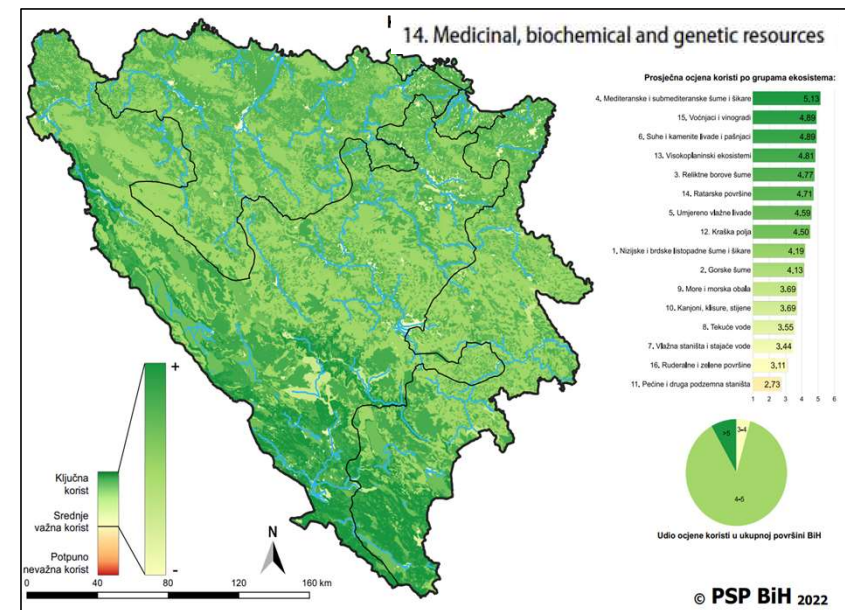 14. Medicinal, biochemical and genetic resources
Prosječna ocjena koristi po grupama ekosistema:
4, Mediteranske i submediteranske šume i šikare 5,13
15, Voćnjaci i vinogradi 4,89
6, Suhe i kamenite livade i pašnjaci 4,89
13, Visokoplaninski ekosistemi 4,81
3, Reliktne borove šume 4,77
14, Ratarske površine 4,71
5, Umjereno vlažne livade 4,59
12, Kraška polja 4,50
1, Nizijske i brdske listopadne šume i šikare 4,19
2, Gorske šume 4,13
9, More i morska obala 3,69
10, Kanjoni, klisure, stijene 3,69
8, Tekuće vode 3,55
7, Vlažna staništa i stajaće vode 3,44
16, Ruderalne i zelene površine 3,11
11, Pećine i druga podzemna staništa 2,73
1 2 3 4 5 6
>5
3-4
4-5
Udio ocjene koristi u ukupnoj površini BiH
+
Ključna
korist
Srednje
važna korist
Potpuno
nevažna korist
-
N
0 40 80 120 160 km
© PSP BiH 2022